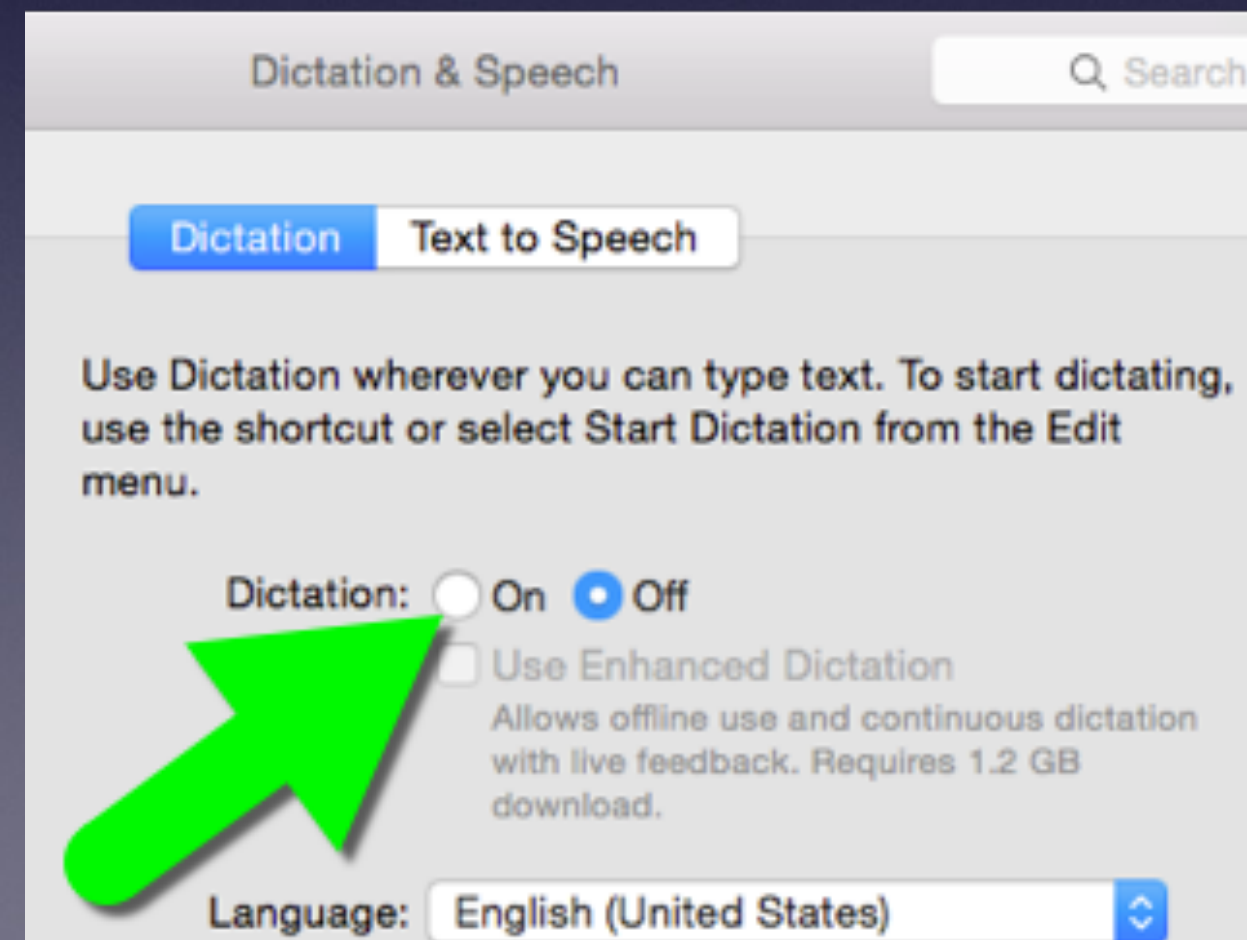 Dictation & Speech
Search
Dictation
Text to Speech
Use Dictation wherever you can type text. To start dictating,
use the shortcut or select Start Dictation from the Edit
menu.
Dictation: On Off
Use Enhanced Dictation
Allows offline use and continuous dictation
with live feedback. Requires 1.2 GB
download.
Language: English (United States)